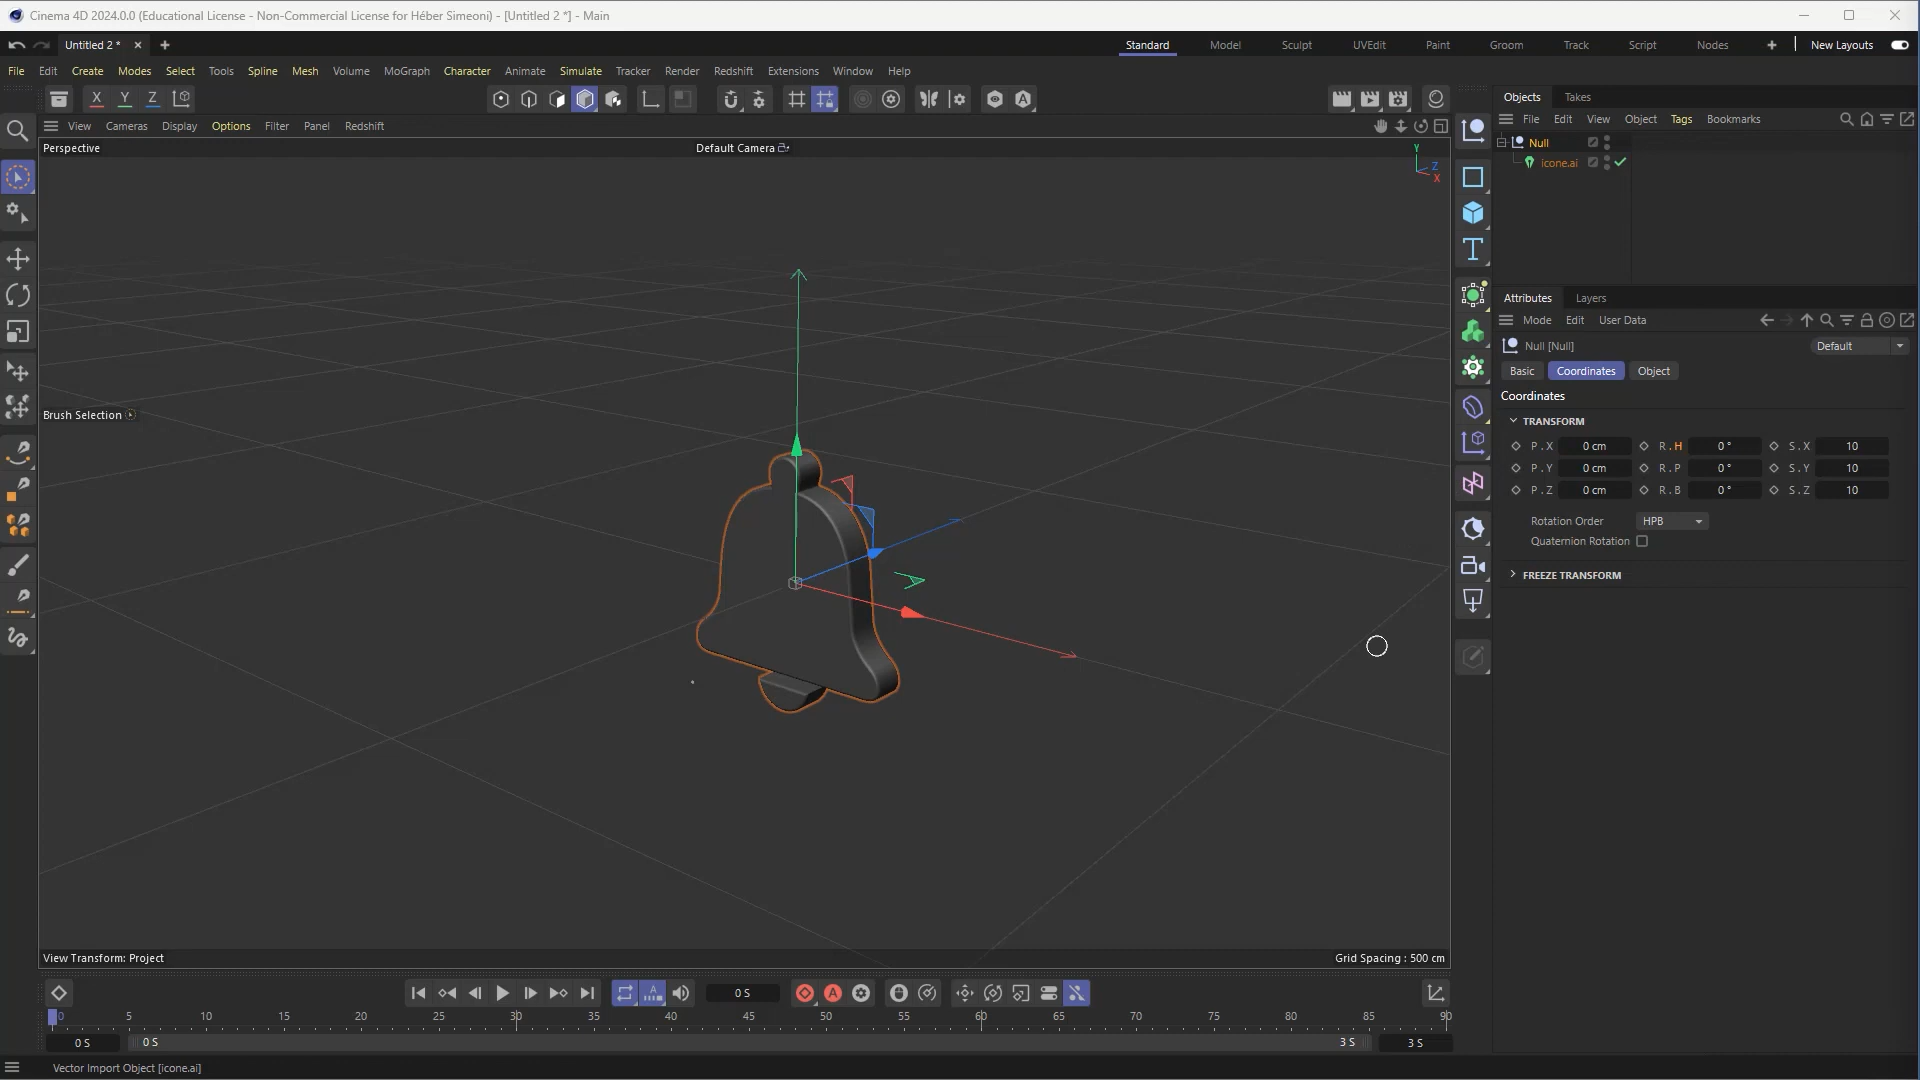 Cinema 4D 2024.0.0 (Educational License - Non-Commercial License for Héber Simeoni) - [Untitled 2 *] - Main
Untitled 2 *
Standard Model Sculpt UVEdit Paint Groom Track Script Nodes New Layouts
File Edit Create Modes Select Tools Spline Mesh Volume MoGraph Character Animate Simulate Tracker Render Redshift Extensions Window Help
X Y Z
Objects Takes
File Edit View Object Tags Bookmarks
View Cameras Display Options Filter Panel Redshift
Perspective
Default Camera
Y
Z
X
Null
icone.ai
Attributes Layers
Mode Edit User Data
Null [Null]
Default
Basic Coordinates Object
Coordinates
TRANSFORM
P . X 0 cm R . H 0 ° S . X 10
P . Y 0 cm R . P 0 ° S . Y 10
P . Z 0 cm R . B 0 ° S . Z 10
Rotation Order HPB
Quaternion Rotation
FREEZE TRANSFORM
Brush Selection
View Transform: Project
Grid Spacing : 500 cm
0 S
0 5 10 15 20 25 30 35 40 45 50 55 60 65 70 75 80 85 90
0 S 0 S 3 S 3 S
Vector Import Object [icone.ai]